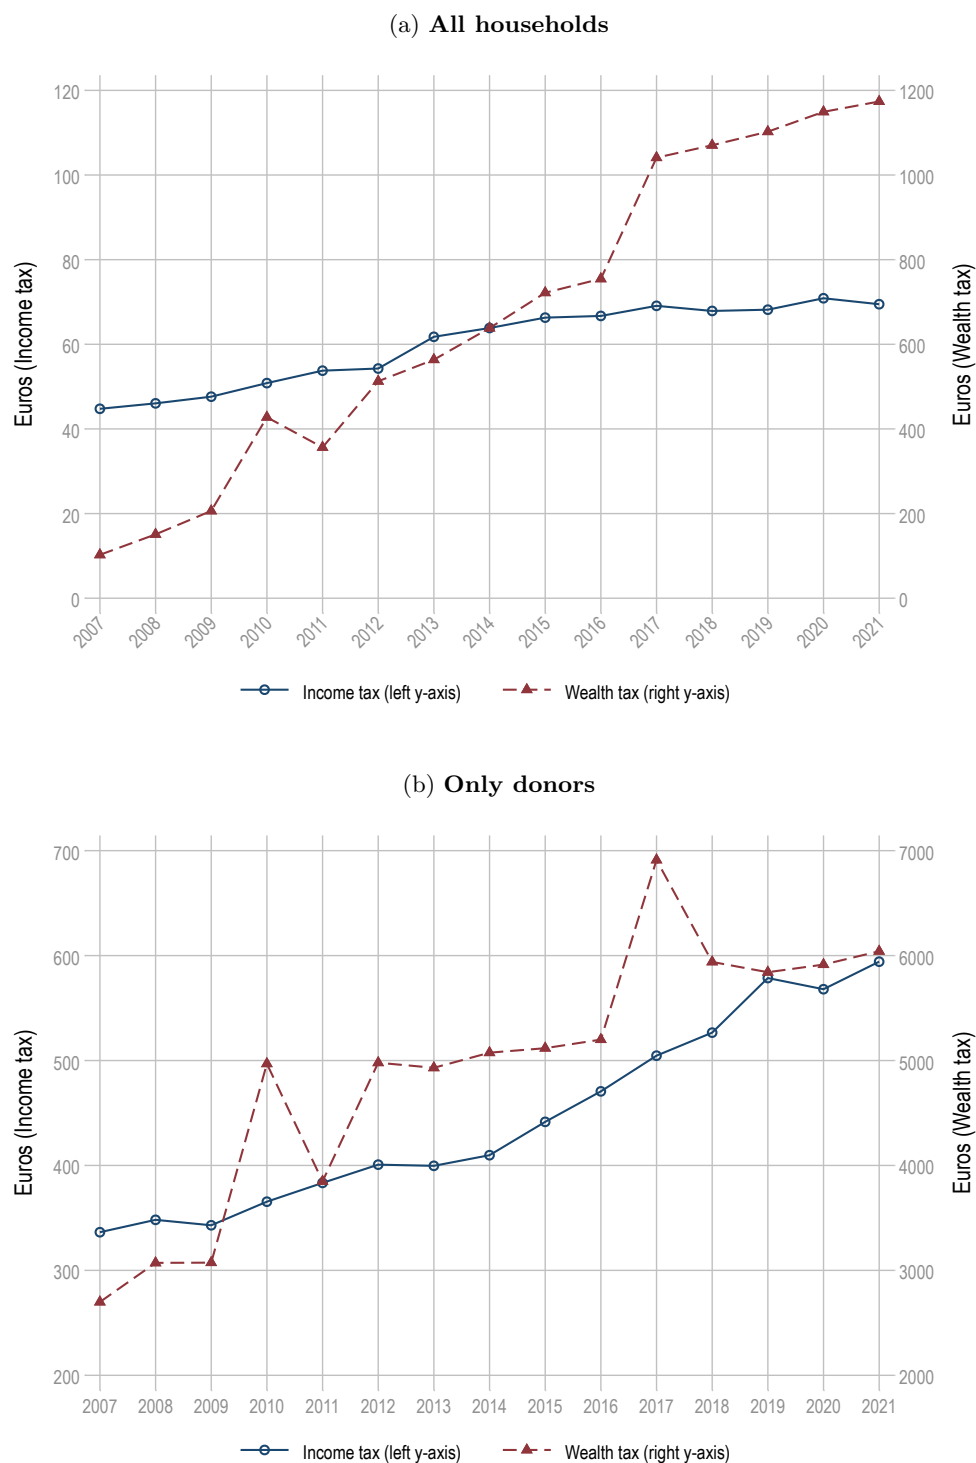 (a) All households
120
100
80
60
40
20
0
Euros (Income tax)
1200
1000
800
600
400
200
0
Euros (Wealth tax)
2007 2008 2009 2010 2011 2012 2013 2014 2015 2016 2017 2018 2019 2020 2021
Income tax (left y-axis) Wealth tax (right y-axis)
(b) Only donors
700
600
500
400
300
200
Euros (Income tax)
7000
6000
5000
4000
3000
2000
Euros (Wealth tax)
2007 2008 2009 2010 2011 2012 2013 2014 2015 2016 2017 2018 2019 2020 2021
Income tax (left y-axis) Wealth tax (right y-axis)